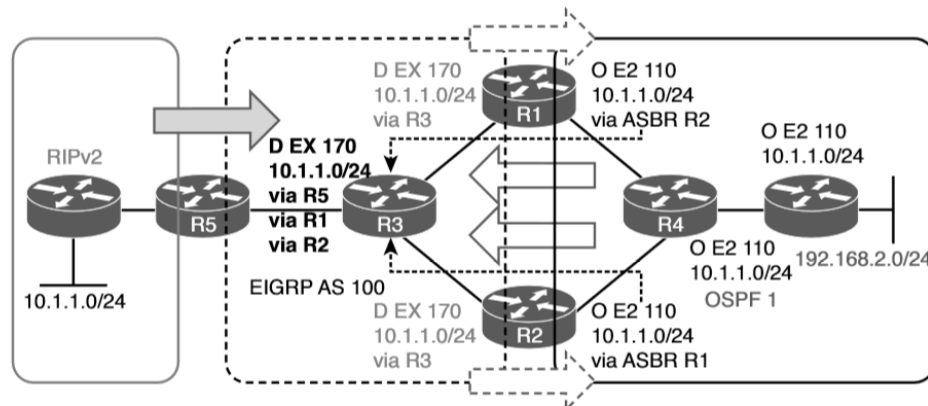 D EX 170
10.1.1.0/24
via R3
R1
O E2 110
10.1.1.0/24
via ASBR R2
O E2 110
10.1.1.0/24
RIPv2
D EX 170
10.1.1.0/24
via R5
via R1
via R2
R5
R3
R4
O E2 110
10.1.1.0/24
OSPF 1
192.168.2.0/24
10.1.1.0/24
EIGRP AS 100
D EX 170
10.1.1.0/24
via R3
R2
O E2 110
10.1.1.0/24
via ASBR R1